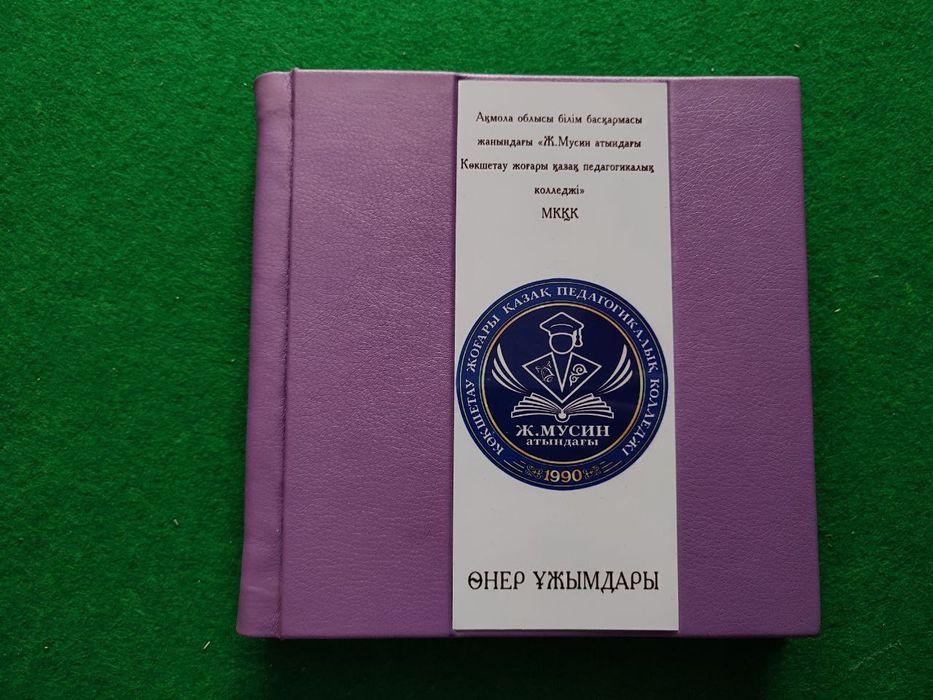 Ақмола облысы білім басқармасы
жанындағы «Ж.Мусин атындағы
Көкшетау жоғары қазақ педагогикалық
колледжі»
МКҚК
КӨКШЕТАУ ЖОҒАРЫ ҚАЗАҚ ПЕДАГОГИКАЛЫҚ КОЛЛЕДЖІ
Ж.МУСИН
атындағы
1990
ӨНЕР ҰЖЫМДАРЫ